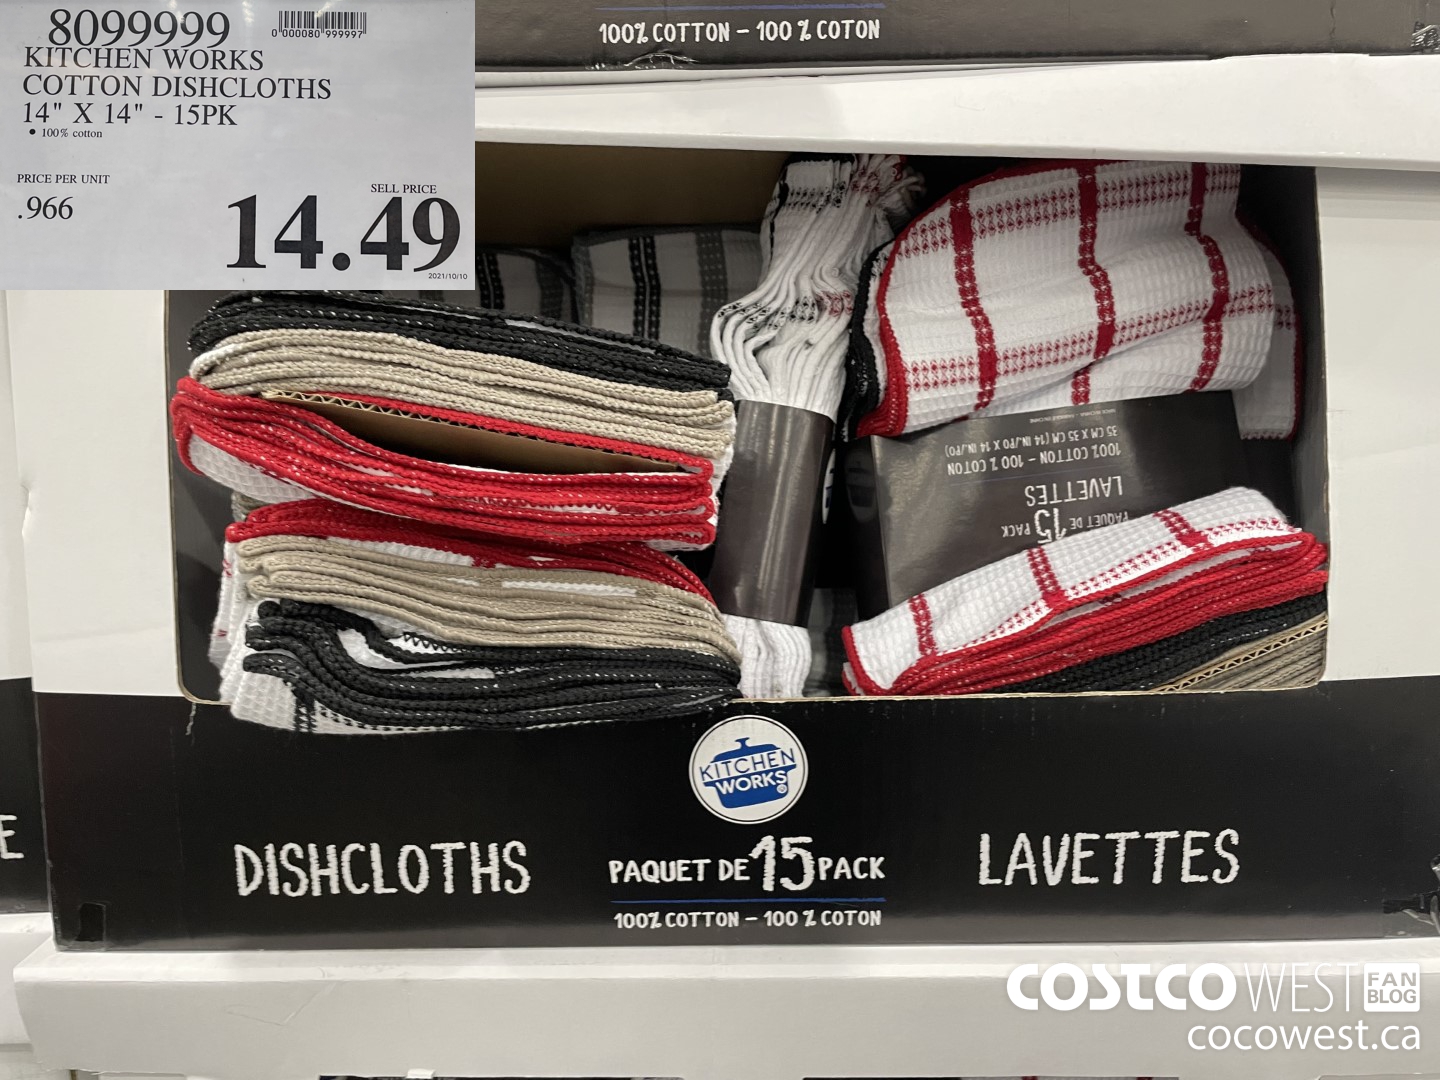 8099999
0 000080 999997
KITCHEN WORKS
COTTON DISHCLOTHS
14" X 14" - 15PK
• 100% cotton
PRICE PER UNIT
.966
SELL PRICE
14.49
2021/10/10
100% COTTON – 100 % COTON
PAQUET DE 15 PACK
LAVETTES
100% COTTON – 100 % COTON
35 CM X 35 CM (14 IN./PO X 14 IN./PO)
E
KITCHEN
WORKS®
DISHCLOTHS
PAQUET DE 15 PACK
LAVETTES
100% COTTON – 100 % COTON
COSTCO WEST FAN BLOG
cocowest.ca